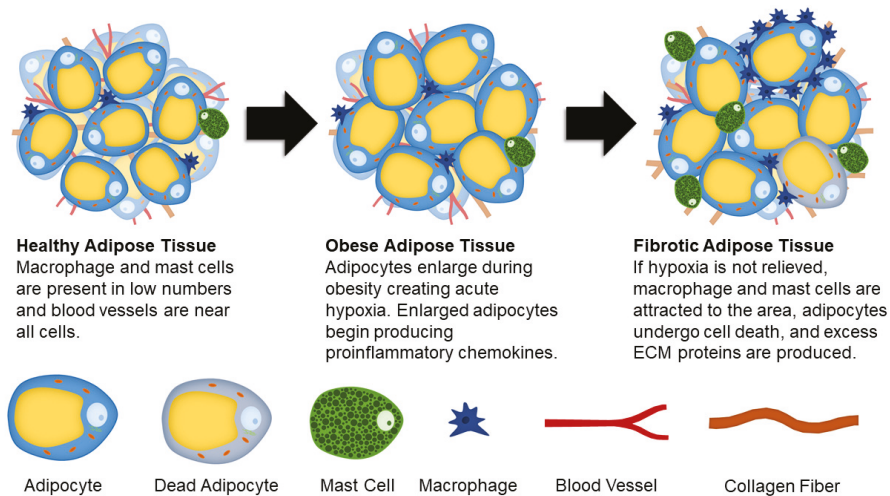 Healthy Adipose Tissue
Macrophage and mast cells
are present in low numbers
and blood vessels are near
all cells.
Obese Adipose Tissue
Adipocytes enlarge during
obesity creating acute
hypoxia. Enlarged adipocytes
begin producing
proinflammatory chemokines.
Fibrotic Adipose Tissue
If hypoxia is not relieved,
macrophage and mast cells are
attracted to the area, adipocytes
undergo cell death, and excess
ECM proteins are produced.
Adipocyte
Dead Adipocyte
Mast Cell
Macrophage
Blood Vessel
Collagen Fiber